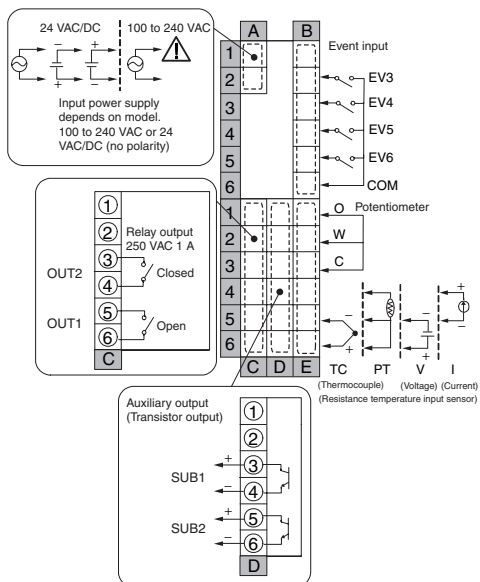 24 VAC/DC
100 to 240 VAC
− + + −
Input power supply
depends on model.
100 to 240 VAC or 24
VAC/DC (no polarity)
A
B
1
2
3
4
5
6
1
2
3
4
5
6
C D E
Event input
EV3
EV4
EV5
EV6
COM
O
Potentiometer
W
C
− +
− +
+ −
TC PT V I
(Thermocouple)
(Voltage) (Current)
(Resistance temperature input sensor)
1
2
3
4
5
6
C
Relay output
250 VAC 1 A
OUT2
Closed
OUT1
Open
Auxiliary output
(Transistor output)
1
2
3
4
5
6
D
+
SUB1
−
+
SUB2
−